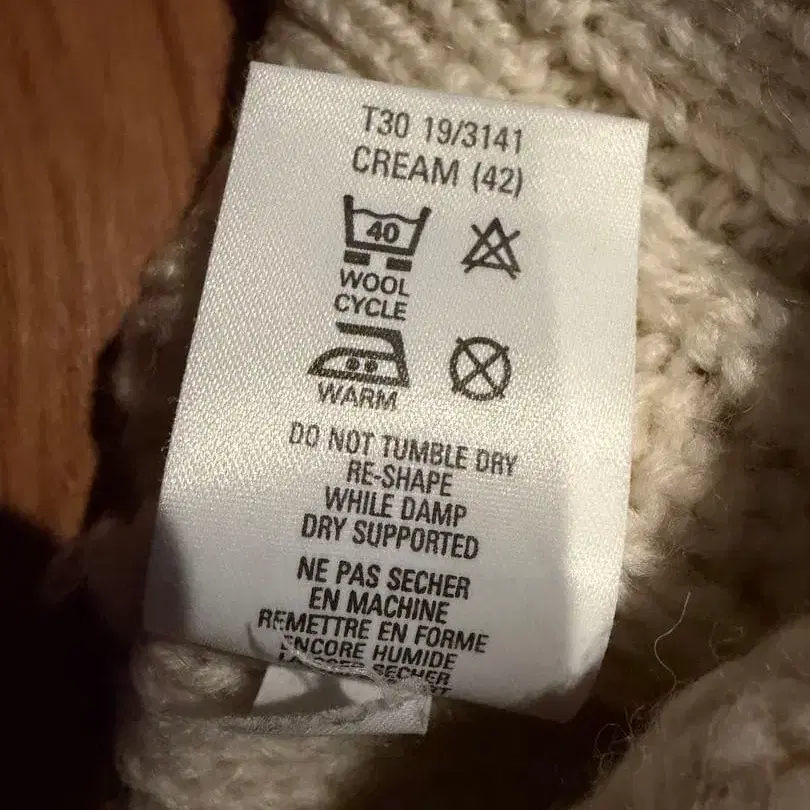 T30 19/3141
CREAM (42)
40
WOOL
CYCLE
WARM
DO NOT TUMBLE DRY
RE-SHAPE
WHILE DAMP
DRY SUPPORTED
NE PAS SECHER
EN MACHINE
REMETTRE EN FORME
ENCORE HUMIDE
SECHER